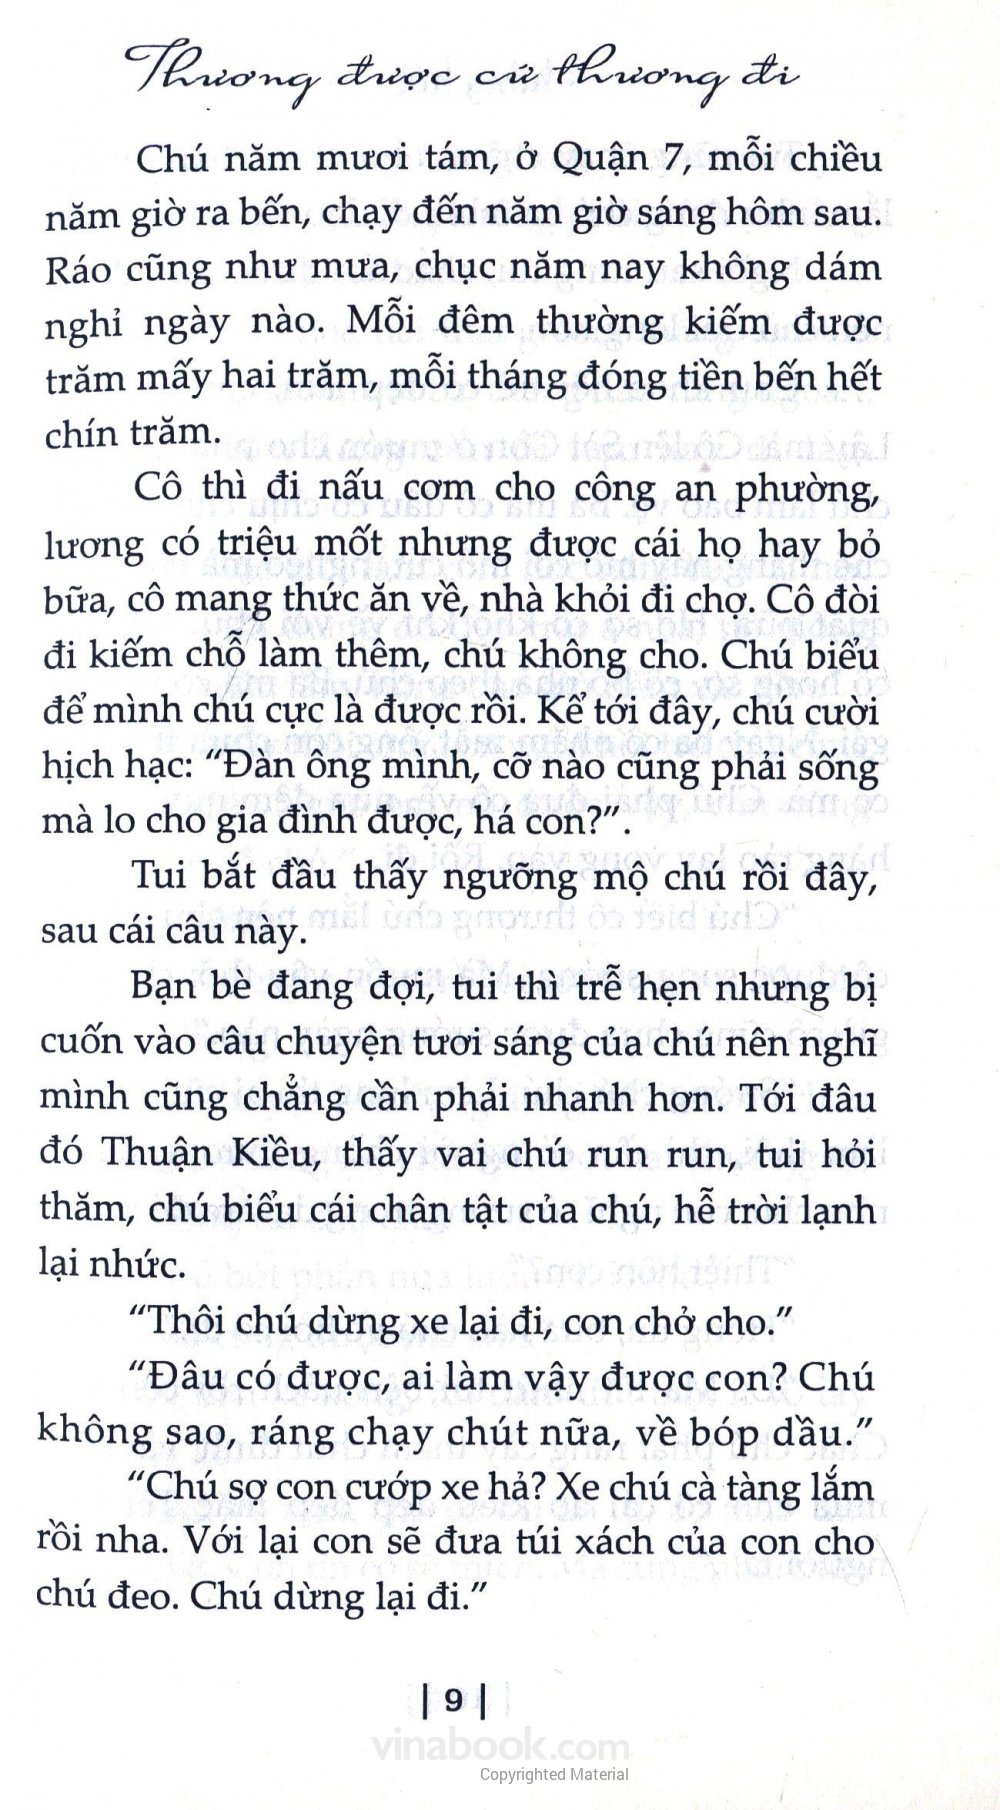 Thương được cứ thương đi
Chú năm mươi tám, ở Quận 7, mỗi chiều
năm giờ ra bến, chạy đến năm giờ sáng hôm sau.
Ráo cũng như mưa, chục năm nay không dám
nghỉ ngày nào. Mỗi đêm thường kiếm được
trăm mấy hai trăm, mỗi tháng đóng tiền bến hết
chín trăm.
Cô thì đi nấu cơm cho công an phường,
lương có triệu mốt nhưng được cái họ hay bỏ
bữa, cô mang thức ăn về, nhà khỏi đi chợ. Cô đòi
đi kiếm chỗ làm thêm, chú không cho. Chú biểu
để mình chú cực là được rồi. Kể tới đây, chú cười
hịch hạc: “Đàn ông mình, cỡ nào cũng phải sống
mà lo cho gia đình được, há con?”.
Tui bắt đầu thấy ngưỡng mộ chú rồi đây,
sau cái câu này.
Bạn bè đang đợi, tui thì trễ hẹn nhưng bị
cuốn vào câu chuyện tươi sáng của chú nên nghĩ
mình cũng chẳng cần phải nhanh hơn. Tới đâu
đó Thuận Kiều, thấy vai chú run run, tui hỏi
thăm, chú biểu cái chân tật của chú, hễ trời lạnh
lại nhức.
“Thôi chú dừng xe lại đi, con chở cho.”
“Đâu có được, ai làm vậy được con? Chú
không sao, ráng chạy chút nữa, về bóp dầu.”
“Chú sợ con cướp xe hả? Xe chú cà tàng lắm
rồi nha. Với lại con sẽ đưa túi xách của con cho
chú đeo. Chú dừng lại đi.”
| 9 |
vinabook.com
Copyrighted Material